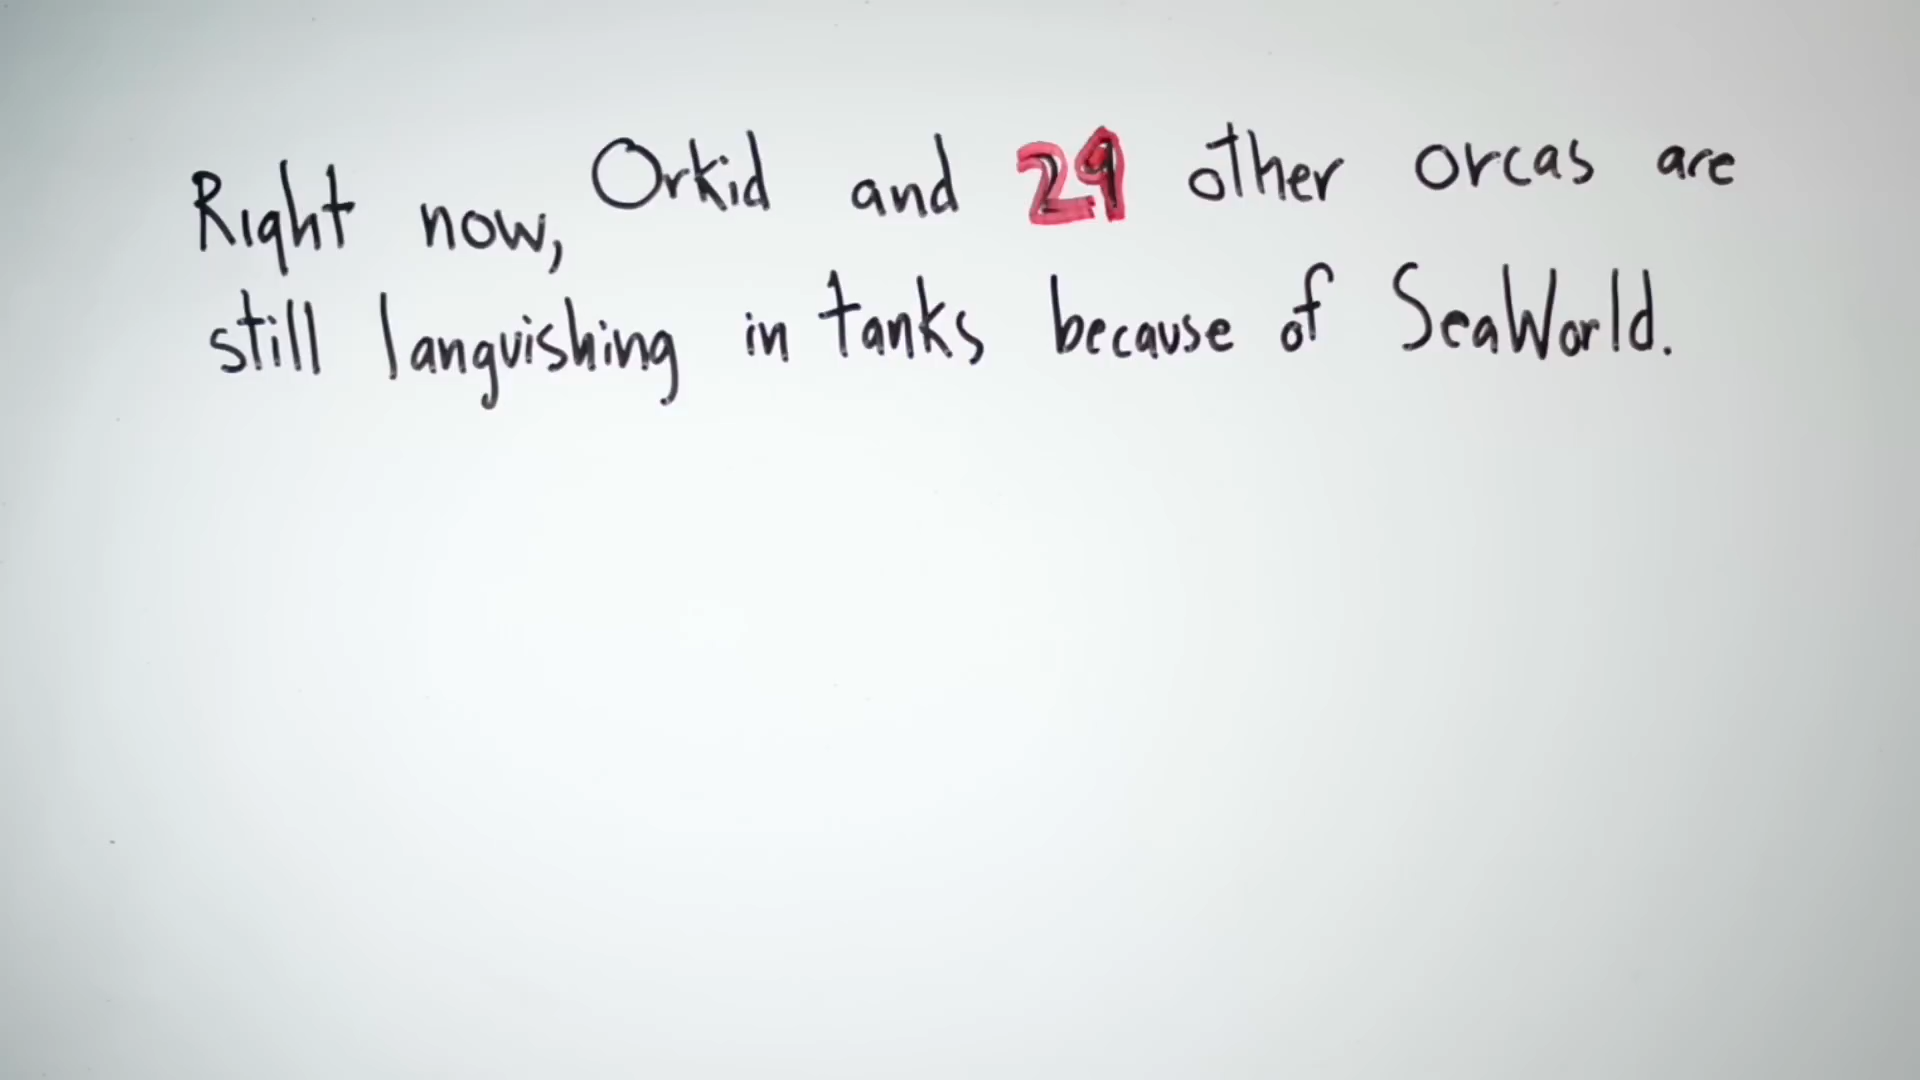 Right now, Orkid and 29 other orcas are
still languishing in tanks because of SeaWorld.